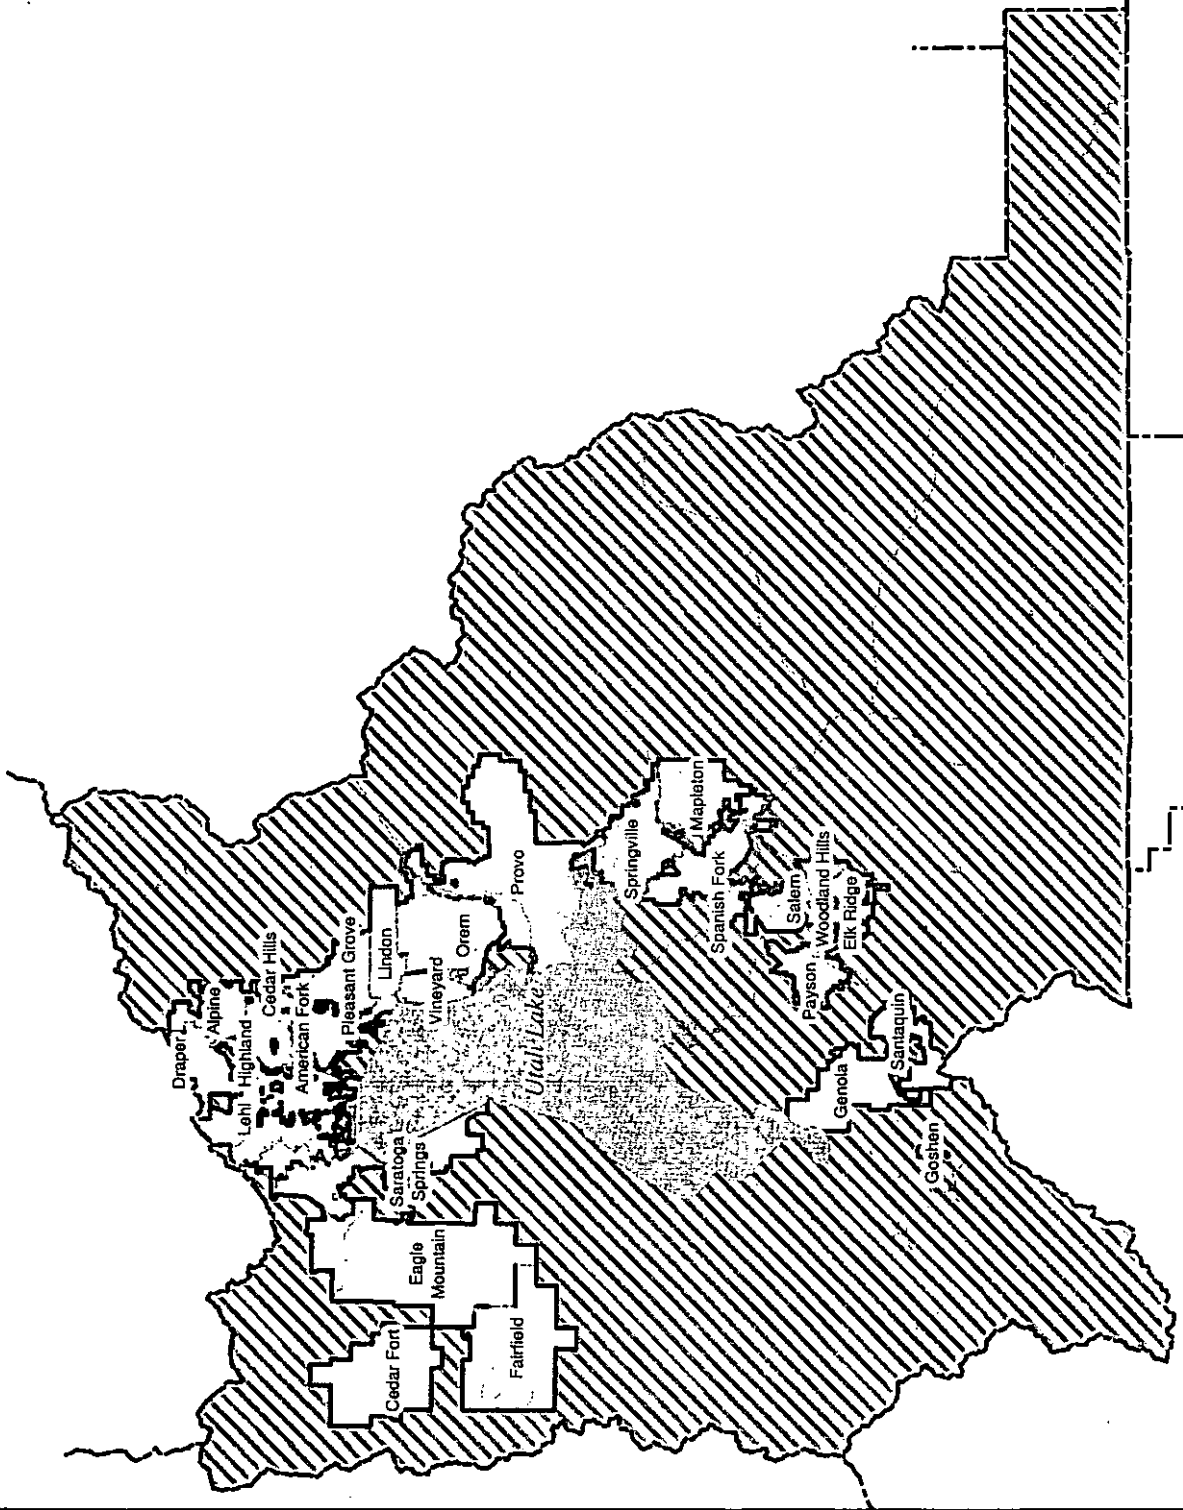 Draper
Alpine
Lehi
Highland
Cedar Hills
American Fork
Pleasant Grove
Lindon
Saratoga
Springs
Vineyard
Orem
Provo
Utah Lake
Eagle
Mountain
Cedar Fort
Fairfield
Springville
Mapleton
Spanish Fork
Salem
Woodland Hills
Elk Ridge
Payson
Santaquin
Genola
Goshen